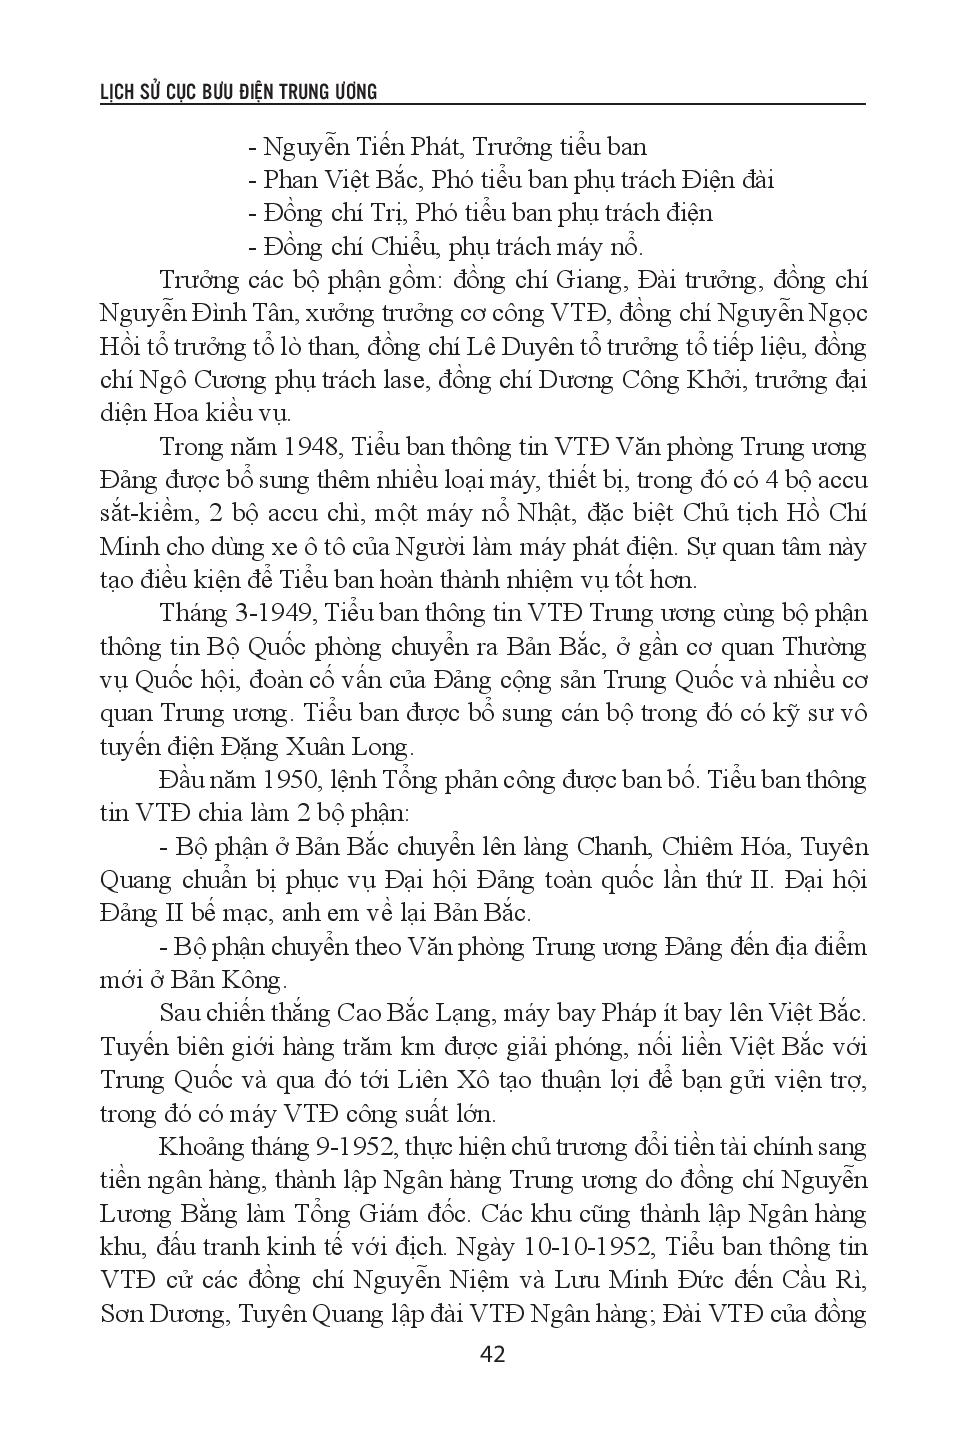 LỊCH SỬ CỤC BƯU ĐIỆN TRUNG ƯƠNG
- Nguyễn Tiến Phát, Trưởng tiểu ban
- Phan Việt Bắc, Phó tiểu ban phụ trách Điện đài
- Đồng chí Trị, Phó tiểu ban phụ trách điện
- Đồng chí Chiểu, phụ trách máy nổ.
Trưởng các bộ phận gồm: đồng chí Giang, Đài trưởng, đồng chí
Nguyễn Đình Tân, xưởng trưởng cơ công VTĐ, đồng chí Nguyễn Ngọc
Hồi tổ trưởng tổ lò than, đồng chí Lê Duyên tổ trưởng tổ tiếp liệu, đồng
chí Ngô Cương phụ trách lase, đồng chí Dương Công Khởi, trưởng đại
diện Hoa kiều vụ.
Trong năm 1948, Tiểu ban thông tin VTĐ Văn phòng Trung ương
Đảng được bổ sung thêm nhiều loại máy, thiết bị, trong đó có 4 bộ accu
sắt-kiềm, 2 bộ accu chì, một máy nổ Nhật, đặc biệt Chủ tịch Hồ Chí
Minh cho dùng xe ô tô của Người làm máy phát điện. Sự quan tâm này
tạo điều kiện để Tiểu ban hoàn thành nhiệm vụ tốt hơn.
Tháng 3-1949, Tiểu ban thông tin VTĐ Trung ương cùng bộ phận
thông tin Bộ Quốc phòng chuyển ra Bản Bắc, ở gần cơ quan Thường
vụ Quốc hội, đoàn cố vấn của Đảng cộng sản Trung Quốc và nhiều cơ
quan Trung ương. Tiểu ban được bổ sung cán bộ trong đó có kỹ sư vô
tuyến điện Đặng Xuân Long.
Đầu năm 1950, lệnh Tổng phản công được ban bố. Tiểu ban thông
tin VTĐ chia làm 2 bộ phận:
- Bộ phận ở Bản Bắc chuyển lên làng Chanh, Chiêm Hóa, Tuyên
Quang chuẩn bị phục vụ Đại hội Đảng toàn quốc lần thứ II. Đại hội
Đảng II bế mạc, anh em về lại Bản Bắc.
- Bộ phận chuyển theo Văn phòng Trung ương Đảng đến địa điểm
mới ở Bản Kông.
Sau chiến thắng Cao Bắc Lạng, máy bay Pháp ít bay lên Việt Bắc.
Tuyến biên giới hàng trăm km được giải phóng, nối liền Việt Bắc với
Trung Quốc và qua đó tới Liên Xô tạo thuận lợi để bạn gửi viện trợ,
trong đó có máy VTĐ công suất lớn.
Khoảng tháng 9-1952, thực hiện chủ trương đổi tiền tài chính sang
tiền ngân hàng, thành lập Ngân hàng Trung ương do đồng chí Nguyễn
Lương Bằng làm Tổng Giám đốc. Các khu cũng thành lập Ngân hàng
khu, đấu tranh kinh tế với địch. Ngày 10-10-1952, Tiểu ban thông tin
VTĐ cử các đồng chí Nguyễn Niệm và Lưu Minh Đức đến Cầu Rì,
Sơn Dương, Tuyên Quang lập đài VTĐ Ngân hàng; Đài VTĐ của đồng
42